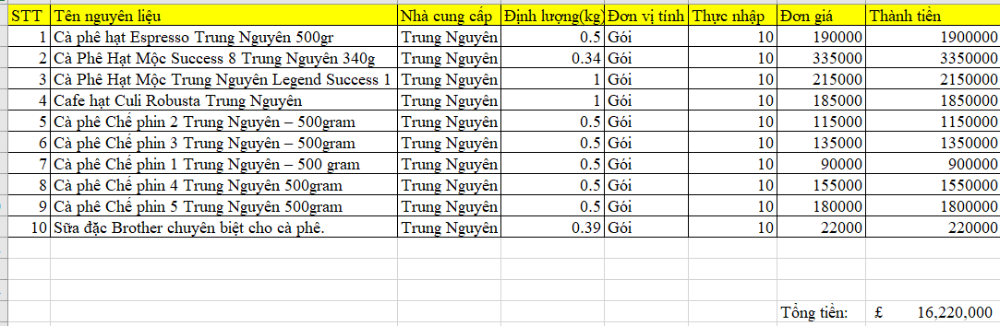 STT Tên nguyên liệu Nhà cung cấp Định lượng(kg) Đơn vị tính Thực nhập Đơn giá Thành tiền
1 Cà phê hạt Espresso Trung Nguyên 500gr Trung Nguyên 0.5 Gói 10 190000 1900000
2 Cà Phê Hạt Mộc Success 8 Trung Nguyên 340g Trung Nguyên 0.34 Gói 10 335000 3350000
3 Cà Phê Hạt Mộc Trung Nguyên Legend Success 1 Trung Nguyên 1 Gói 10 215000 2150000
4 Cafe hạt Culi Robusta Trung Nguyên Trung Nguyên 1 Gói 10 185000 1850000
5 Cà phê Chế phin 2 Trung Nguyên – 500gram Trung Nguyên 0.5 Gói 10 115000 1150000
6 Cà phê Chế phin 3 Trung Nguyên – 500gram Trung Nguyên 0.5 Gói 10 135000 1350000
7 Cà phê Chế phin 1 Trung Nguyên – 500 gram Trung Nguyên 0.5 Gói 10 90000 900000
8 Cà phê Chế phin 4 Trung Nguyên 500gram Trung Nguyên 0.5 Gói 10 155000 1550000
9 Cà phê Chế phin 5 Trung Nguyên 500gram Trung Nguyên 0.5 Gói 10 180000 1800000
10 Sữa đặc Brother chuyên biệt cho cà phê. Trung Nguyên 0.39 Gói 10 22000 220000
Tổng tiền: £ 16,220,000